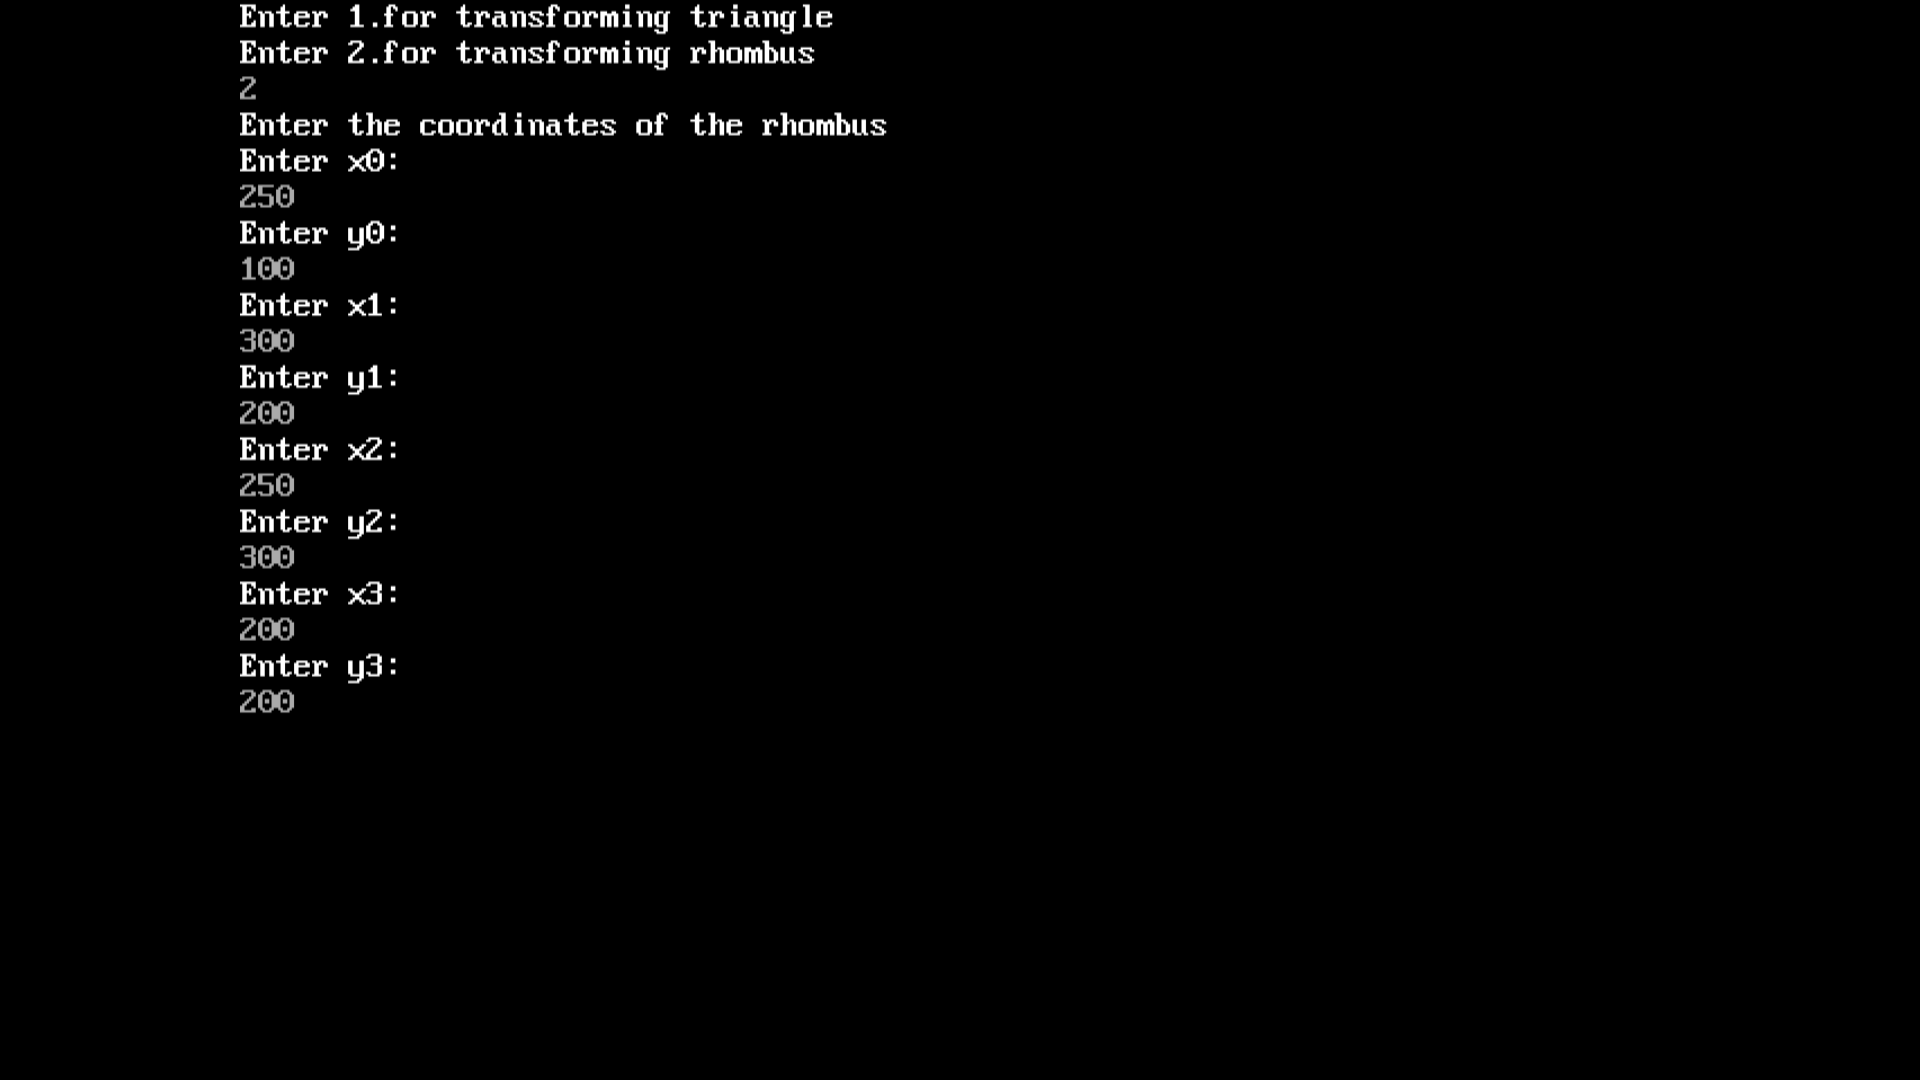 Enter 1.for transforming triangle
Enter 2.for transforming rhombus
2
Enter the coordinates of the rhombus
Enter x0:
250
Enter y0:
100
Enter x1:
300
Enter y1:
200
Enter x2:
250
Enter y2:
300
Enter x3:
200
Enter y3:
200